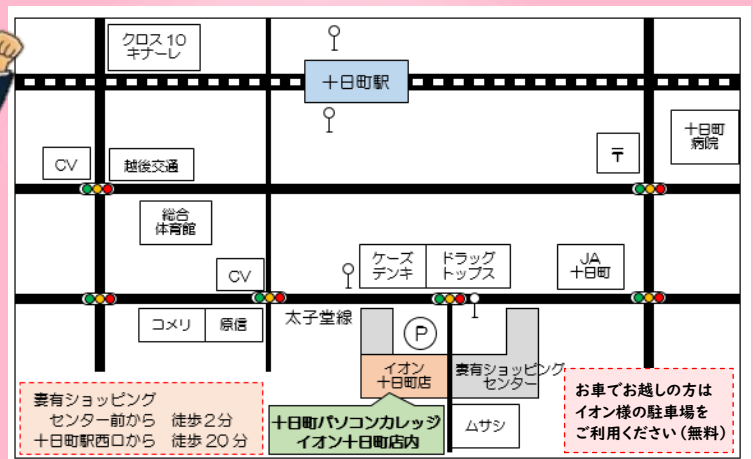 クロス10
キナーレ
十日町駅
十日町
病院
〒
CV
越後交通
総合
体育館
CV
ケーズ
デンキ
ドラッグ
トップス
JA
十日町
コメリ
原信
太子堂線
P
イオン
十日町店
妻有ショッピング
センター
妻有ショッピング
センター前から 徒歩2分
十日町駅西口から 徒歩20分
十日町パソコンカレッジ
イオン十日町店内
ムサシ
お車でお越しの方は
イオン様の駐車場を
ご利用ください(無料)